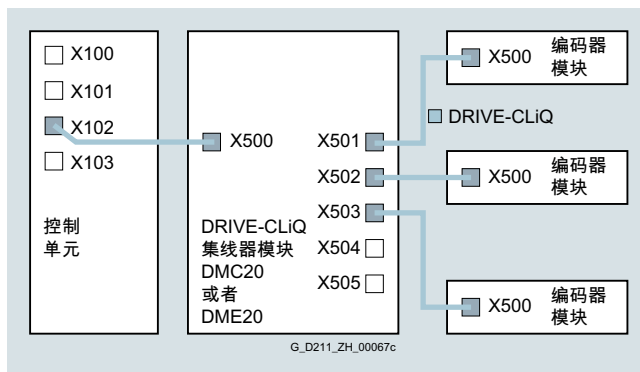 X100
X101
X102
X103
控制
单元
X500
DRIVE-CLiQ
集线器模块
DMC20
或者
DME20
X501
X502
X503
X504
X505
X500
编码器
模块
DRIVE-CLiQ
X500
编码器
模块
X500
编码器
模块
G_D211_ZH_00067c